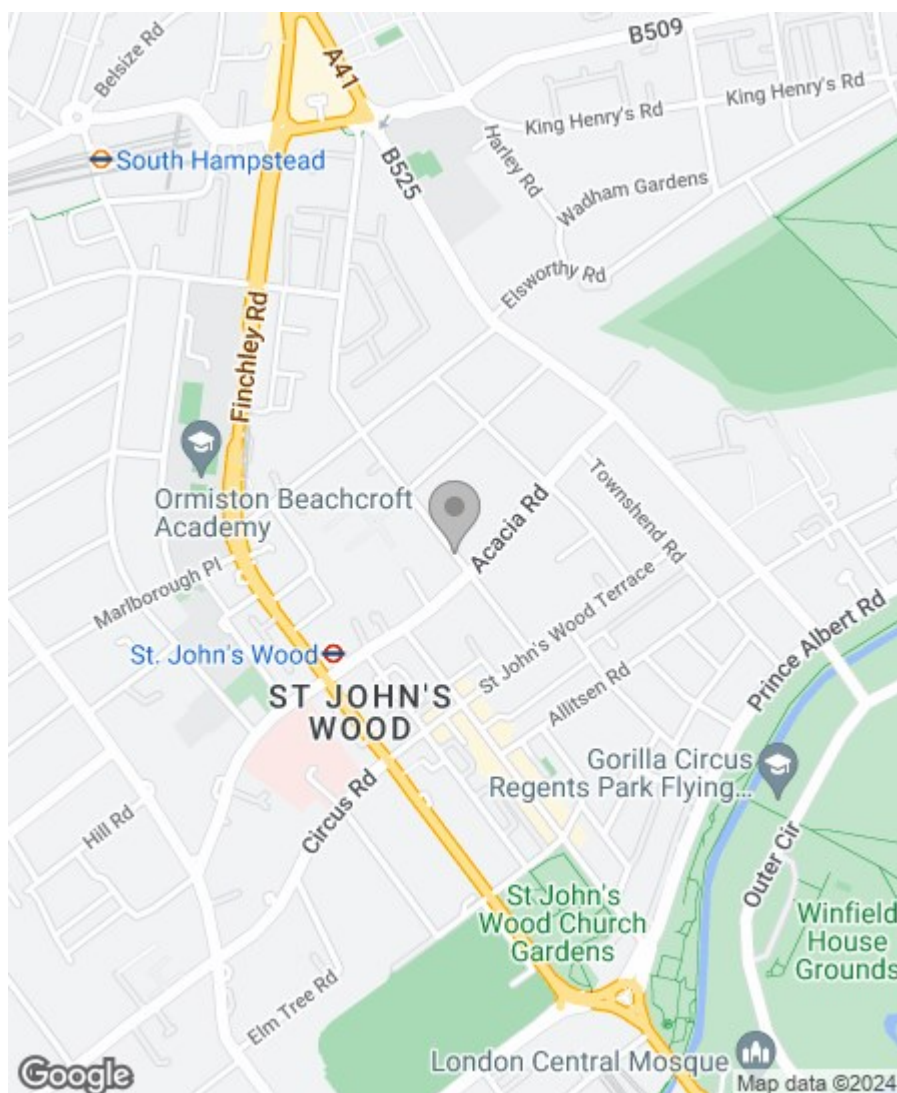 Belsize Rd
A41
B509
King Henry's Rd
King Henry's Rd
South Hampstead
B525
Harley Rd
Wadham Gardens
Elsworthy Rd
Finchley Rd
Ormiston Beachcroft
Academy
Acacia Rd
Townshend Rd
Marlborough Pl
St. John's Wood
St John's Wood Terrace
Prince Albert Rd
ST JOHN'S
WOOD
Allitsen Rd
Gorilla Circus
Regents Park Flying...
Circus Rd
Hill Rd
Outer Cir
St John's
Wood Church
Gardens
Winfield
House
Grounds
Elm Tree Rd
London Central Mosque
Google
Map data ©2024